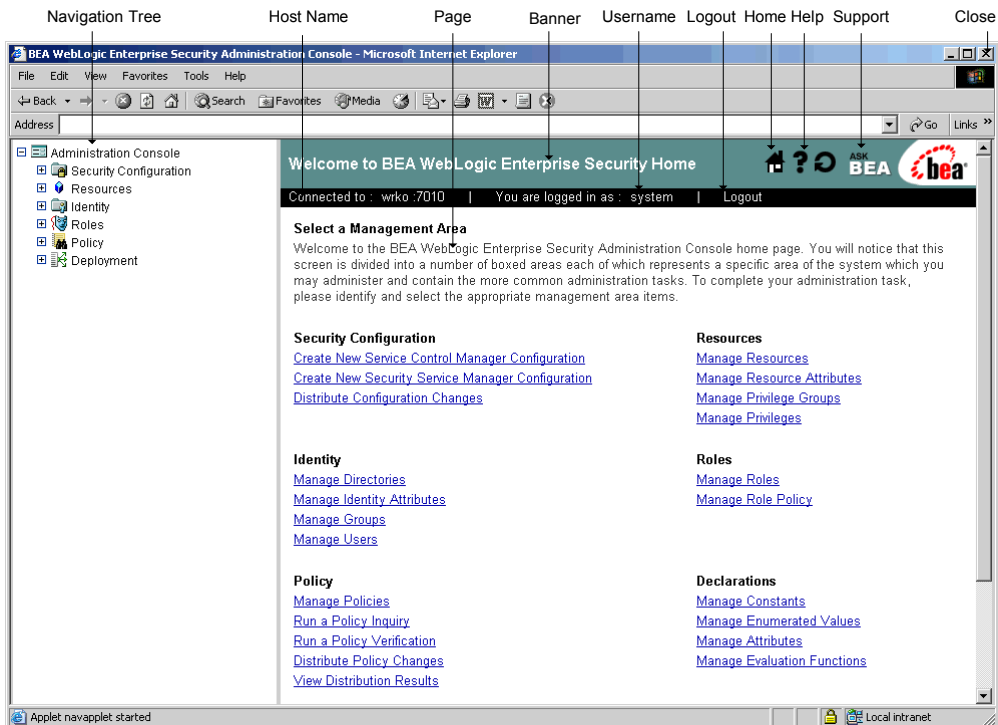 Navigation Tree Host Name Page Banner Username Logout Home Help Support Close
BEA WebLogic Enterprise Security Administration Console - Microsoft Internet Explorer
File Edit View Favorites Tools Help
Back Search Favorites Media
Address Go Links »
Administration Console
Security Configuration
Resources
Identity
Roles
Policy
Deployment
Welcome to BEA WebLogic Enterprise Security Home ASK BEA bea
Connected to : wrko :7010 | You are logged in as : system | Logout
Select a Management Area
Welcome to the BEA WebLogic Enterprise Security Administration Console home page. You will notice that this
screen is divided into a number of boxed areas each of which represents a specific area of the system which you
may administer and contain the more common administration tasks. To complete your administration task,
please identify and select the appropriate management area items.
Security Configuration
Create New Service Control Manager Configuration
Create New Security Service Manager Configuration
Distribute Configuration Changes
Resources
Manage Resources
Manage Resource Attributes
Manage Privilege Groups
Manage Privileges
Identity
Manage Directories
Manage Identity Attributes
Manage Groups
Manage Users
Roles
Manage Roles
Manage Role Policy
Policy
Manage Policies
Run a Policy Inquiry
Run a Policy Verification
Distribute Policy Changes
View Distribution Results
Declarations
Manage Constants
Manage Enumerated Values
Manage Attributes
Manage Evaluation Functions
Applet navapplet started Local intranet